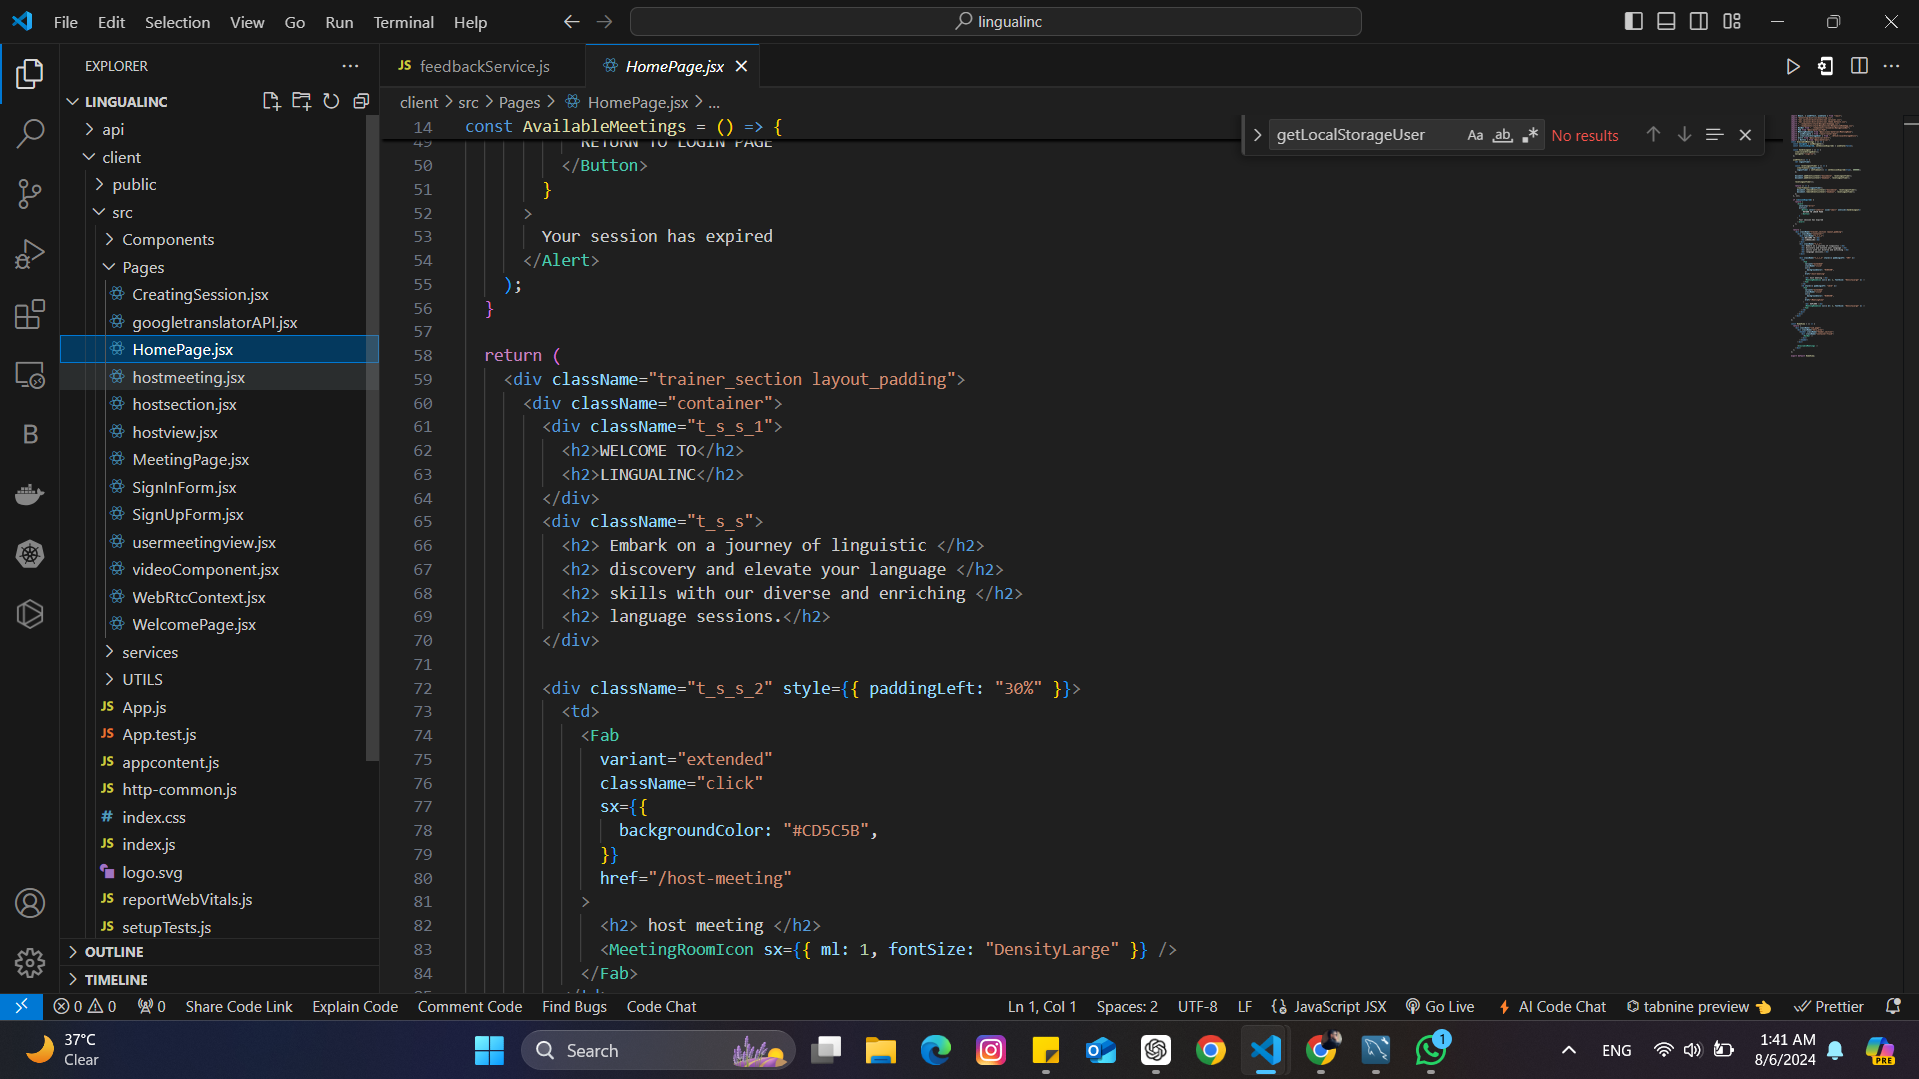 File Edit Selection View Go Run Terminal Help
lingualinc
EXPLORER
LINGUALINC
api
client
public
src
Components
Pages
CreatingSession.jsx
googletranslatorAPI.jsx
HomePage.jsx
hostmeeting.jsx
hostsection.jsx
hostview.jsx
MeetingPage.jsx
SignInForm.jsx
SignUpForm.jsx
usermeetingview.jsx
videoComponent.jsx
WebRtcContext.jsx
WelcomePage.jsx
services
UTILS
JS App.js
JS App.test.js
JS appcontent.js
JS http-common.js
# index.css
JS index.js
logo.svg
JS reportWebVitals.js
JS setupTests.js
OUTLINE
TIMELINE
JS feedbackService.js
HomePage.jsx
client > src > Pages > HomePage.jsx > ...
getLocalStorageUser Aa ab .* No results
14 const AvailableMeetings = () => {
49 RETURN TO LOGIN PAGE
50 </Button>
51 }
52 >
53 Your session has expired
54 </Alert>
55 );
56 }
57
58 return (
59 <div className="trainer_section layout_padding">
60 <div className="container">
61 <div className="t_s_s_1">
62 <h2>WELCOME TO</h2>
63 <h2>LINGUALINC</h2>
64 </div>
65 <div className="t_s_s">
66 <h2> Embark on a journey of linguistic </h2>
67 <h2> discovery and elevate your language </h2>
68 <h2> skills with our diverse and enriching </h2>
69 <h2> language sessions.</h2>
70 </div>
71
72 <div className="t_s_s_2" style={{ paddingLeft: "30%" }}>
73 <td>
74 <Fab
75 variant="extended"
76 className="click"
77 sx={{
78 backgroundColor: "#CD5C5B",
79 }}
80 href="/host-meeting"
81 >
82 <h2> host meeting </h2>
83 <MeetingRoomIcon sx={{ ml: 1, fontSize: "DensityLarge" }} />
84 </Fab>
0 0 0 Share Code Link Explain Code Comment Code Find Bugs Code Chat Ln 1, Col 1 Spaces: 2 UTF-8 LF {} JavaScript JSX Go Live AI Code Chat tabnine preview Prettier
37°C
Clear
Search
1
ENG
1:41 AM
8/6/2024
PRE